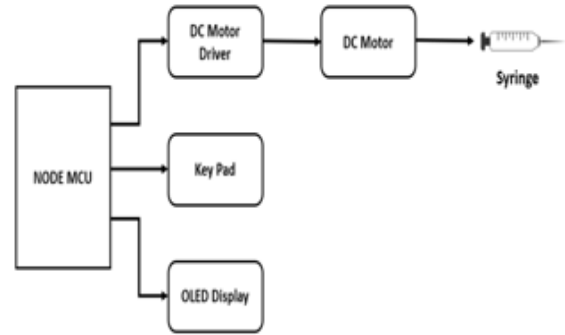 DC Motor
Driver
DC Motor
Syringe
NODE MCU
Key Pad
OLED Display